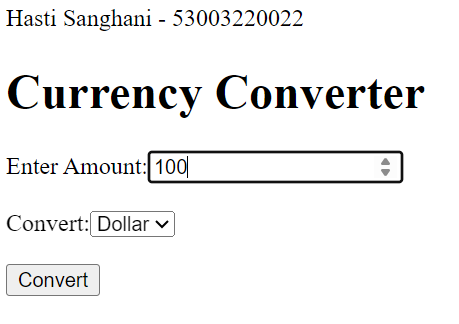 Hasti Sanghani - 53003220022
Currency Converter
Enter Amount: 100
Convert: Dollar
Convert